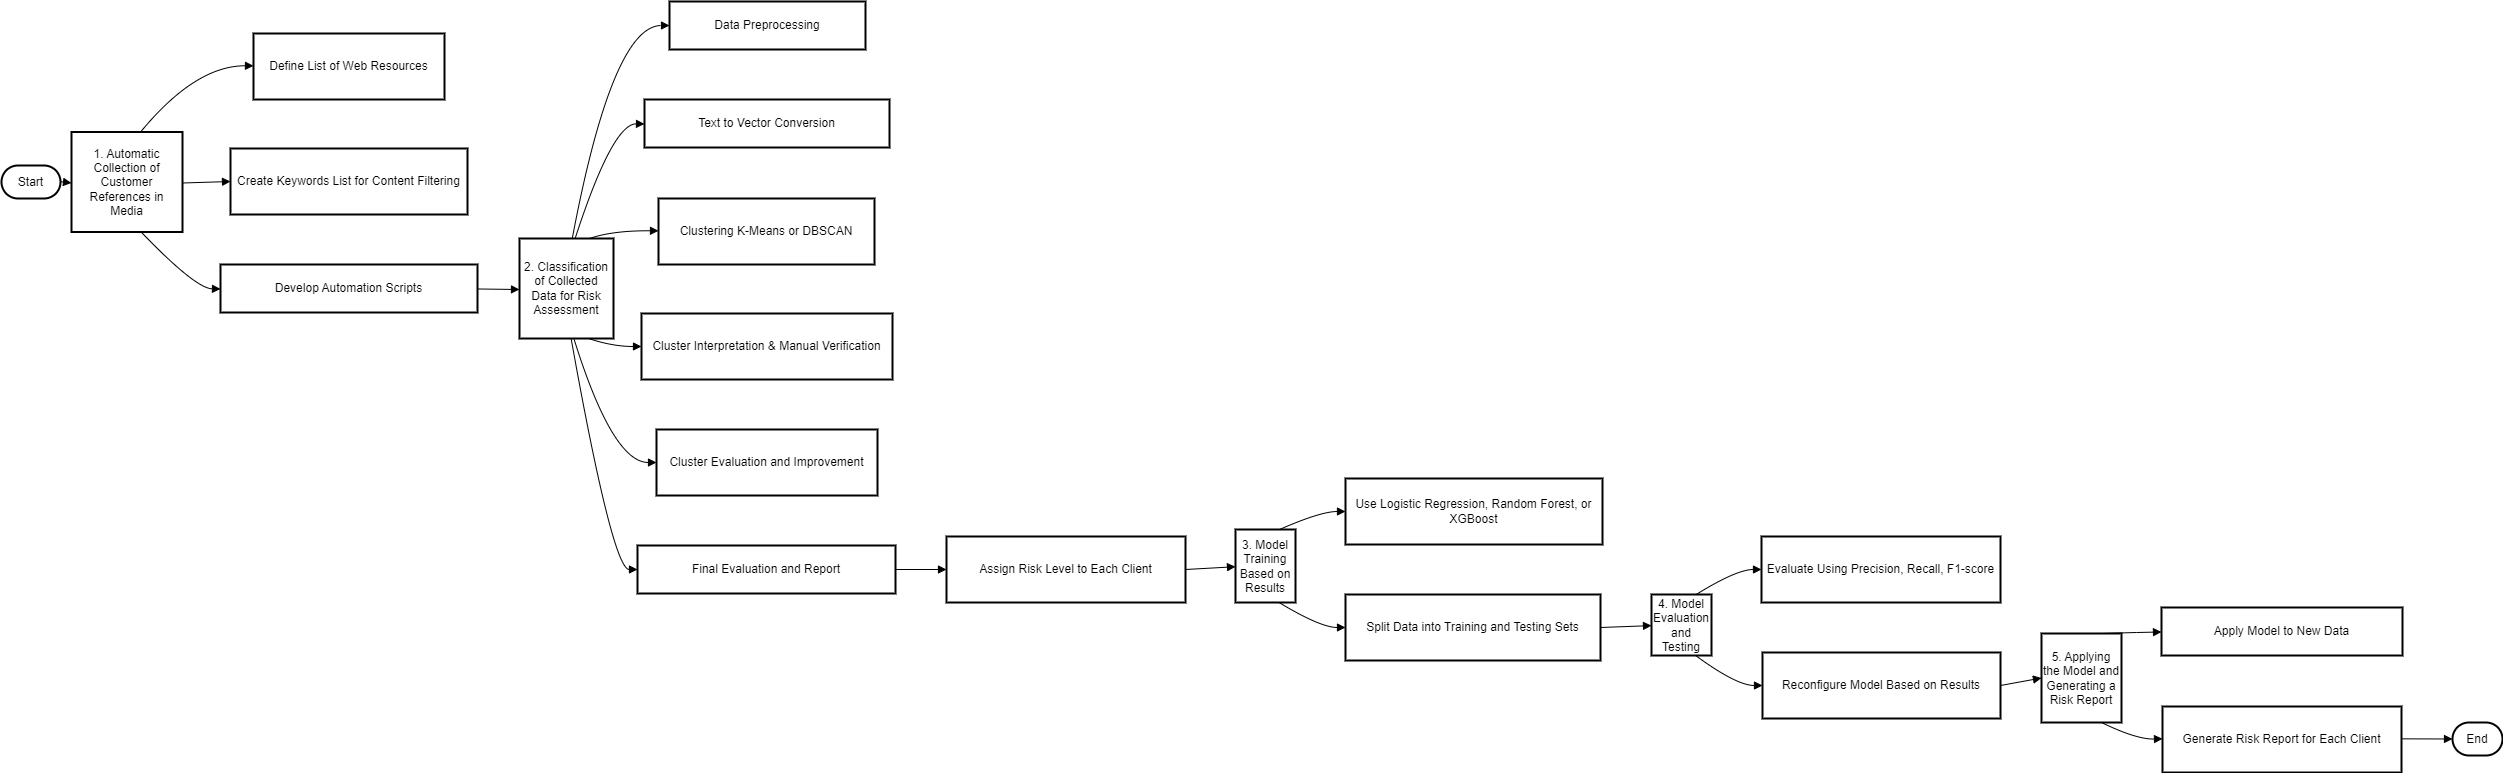 Start
1. Automatic
Collection of
Customer
References in
Media
Define List of Web Resources
Create Keywords List for Content Filtering
Develop Automation Scripts
2. Classification
of Collected
Data for Risk
Assessment
Data Preprocessing
Text to Vector Conversion
Clustering K-Means or DBSCAN
Cluster Interpretation & Manual Verification
Cluster Evaluation and Improvement
Final Evaluation and Report
Assign Risk Level to Each Client
3. Model
Training
Based on
Results
Use Logistic Regression, Random Forest, or
XGBoost
Split Data into Training and Testing Sets
4. Model
Evaluation
and
Testing
Evaluate Using Precision, Recall, F1-score
Reconfigure Model Based on Results
5. Applying
the Model and
Generating a
Risk Report
Apply Model to New Data
Generate Risk Report for Each Client
End